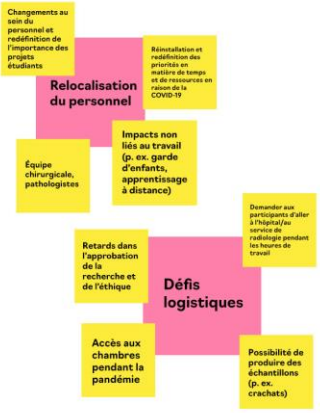 Changements au
sein du
personnel et
redéfinition de
l'importance des
projets
étudiants
Réinstallation et
redéfinition des
priorités en
matière de temps
et de ressources en
raison de la
COVID-19
Relocalisation
du personnel
Impacts non
liés au travail
(p. ex. garde
d'enfants,
apprentissage
à distance)
Équipe
chirurgicale,
pathologistes
Demander aux
participants d'aller
à l'hôpital/au
service de
radiologie pendant
les heures de
travail
Retards dans
l'approbation
de la
recherche et
de l'éthique
Défis
logistiques
Accès aux
chambres
pendant la
pandémie
Possibilité de
produire des
échantillons
(p. ex.
crachats)